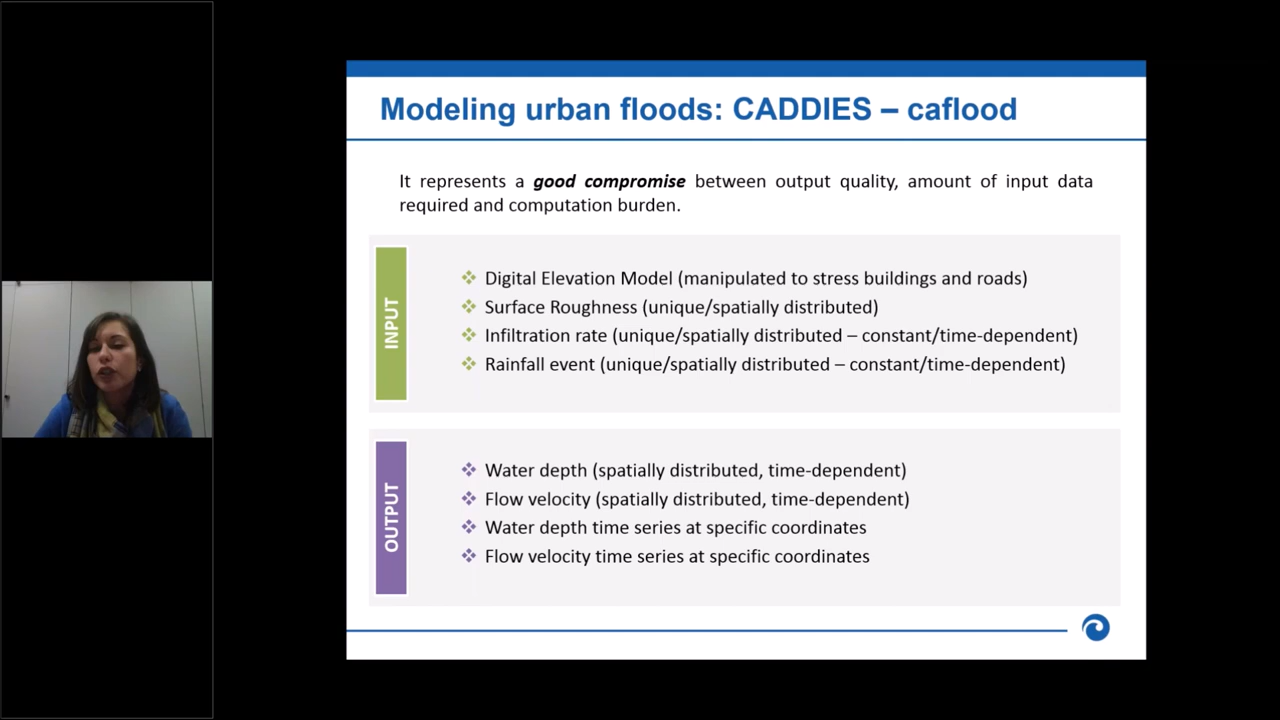 Modeling urban floods: CADDIES – caflood
It represents a good compromise between output quality, amount of input data
required and computation burden.
INPUT
Digital Elevation Model (manipulated to stress buildings and roads)
Surface Roughness (unique/spatially distributed)
Infiltration rate (unique/spatially distributed – constant/time-dependent)
Rainfall event (unique/spatially distributed – constant/time-dependent)
OUTPUT
Water depth (spatially distributed, time-dependent)
Flow velocity (spatially distributed, time-dependent)
Water depth time series at specific coordinates
Flow velocity time series at specific coordinates